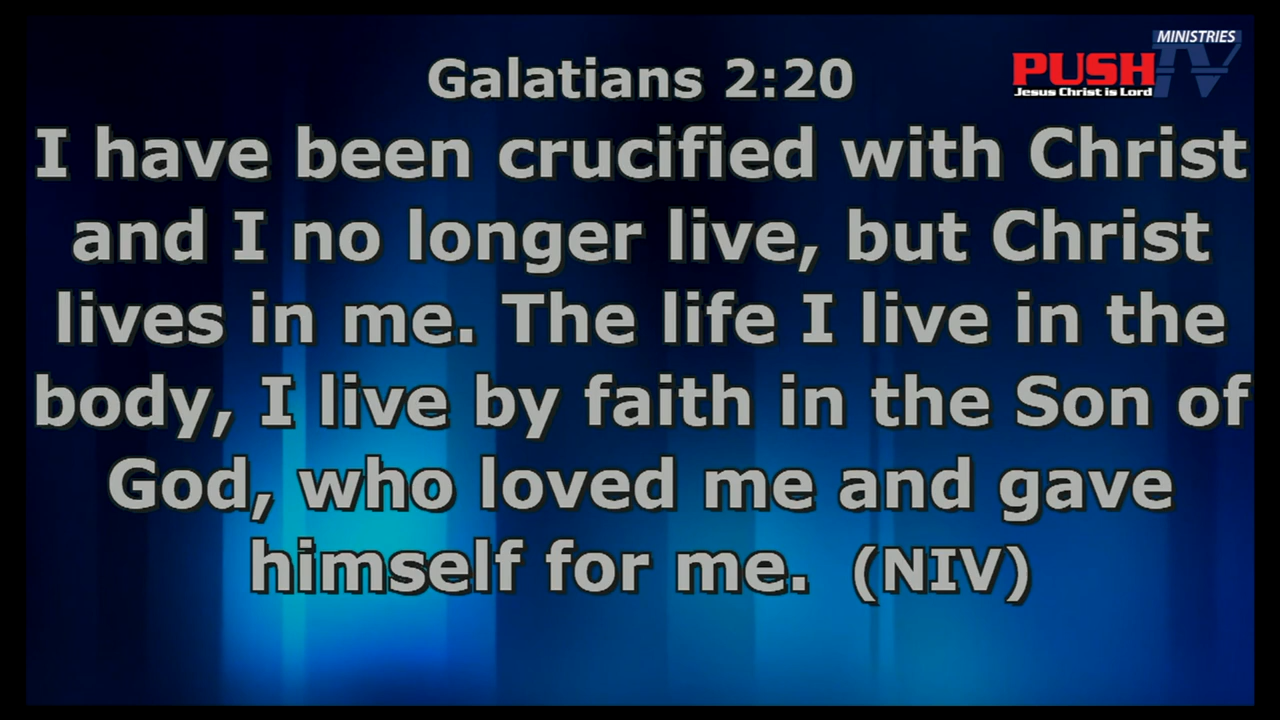 MINISTRIES
PUSH TV
Jesus Christ is Lord
Galatians 2:20
I have been crucified with Christ
and I no longer live, but Christ
lives in me. The life I live in the
body, I live by faith in the Son of
God, who loved me and gave
himself for me. (NIV)